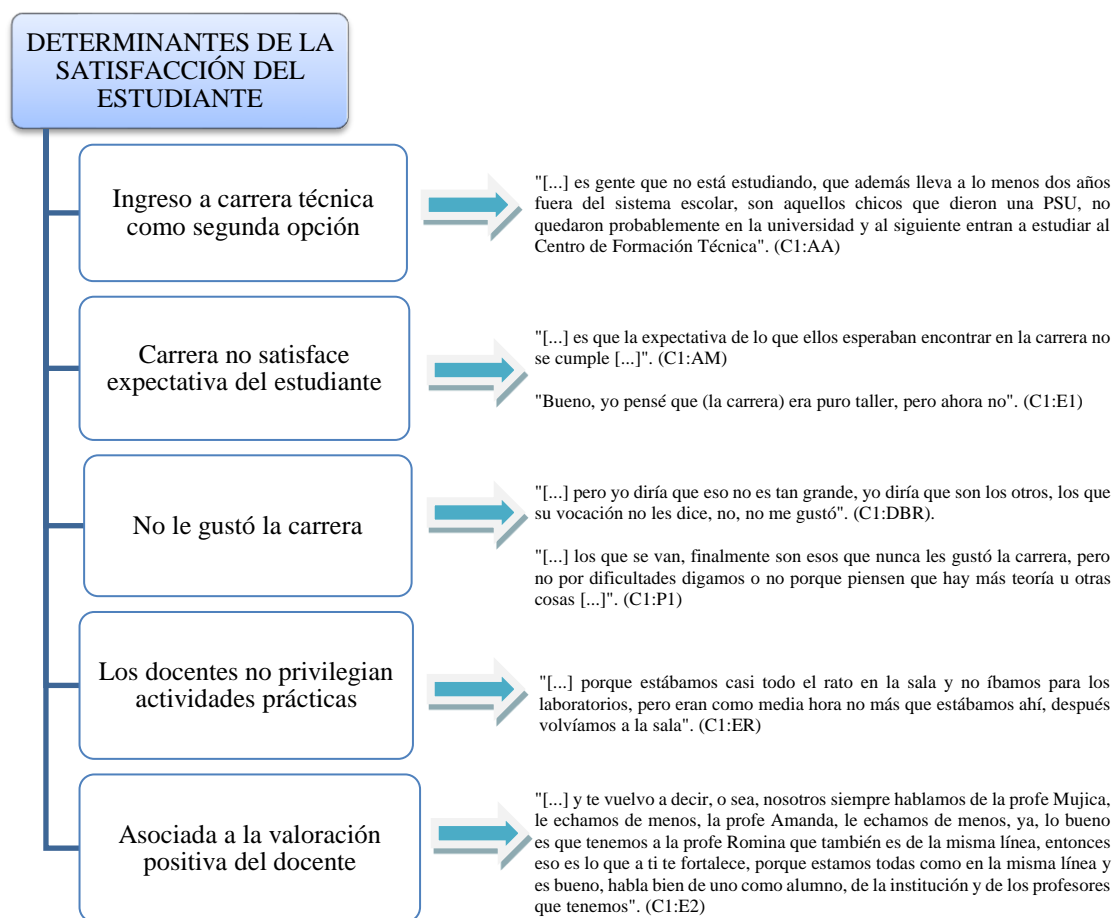 DETERMINANTES DE LA
SATISFACCIÓN DEL
ESTUDIANTE
Ingreso a carrera técnica
como segunda opción
"[...] es gente que no está estudiando, que además lleva a lo menos dos años
fuera del sistema escolar, son aquellos chicos que dieron una PSU, no
quedaron probablemente en la universidad y al siguiente entran a estudiar al
Centro de Formación Técnica". (C1:AA)
Carrera no satisface
expectativa del estudiante
"[...] es que la expectativa de lo que ellos esperaban encontrar en la carrera no
se cumple [...]". (C1:AM)
"Bueno, yo pensé que (la carrera) era puro taller, pero ahora no". (C1:E1)
No le gustó la carrera
"[...] pero yo diría que eso no es tan grande, yo diría que son los otros, los que
su vocación no les dice, no, no me gustó". (C1:DBR).
"[...] los que se van, finalmente son esos que nunca les gustó la carrera, pero
no por dificultades digamos o no porque piensen que hay más teoría u otras
cosas [...]". (C1:P1)
Los docentes no privilegian
actividades prácticas
"[...] porque estábamos casi todo el rato en la sala y no íbamos para los
laboratorios, pero eran como media hora no más que estábamos ahí, después
volvíamos a la sala". (C1:ER)
Asociada a la valoración
positiva del docente
"[...] y te vuelvo a decir, o sea, nosotros siempre hablamos de la profe Mujica,
le echamos de menos, la profe Amanda, le echamos de menos, ya, lo bueno
es que tenemos a la profe Romina que también es de la misma línea, entonces
eso es lo que a ti te fortalece, porque estamos todas como en la misma línea y
es bueno, habla bien de uno como alumno, de la institución y de los profesores
que tenemos". (C1:E2)